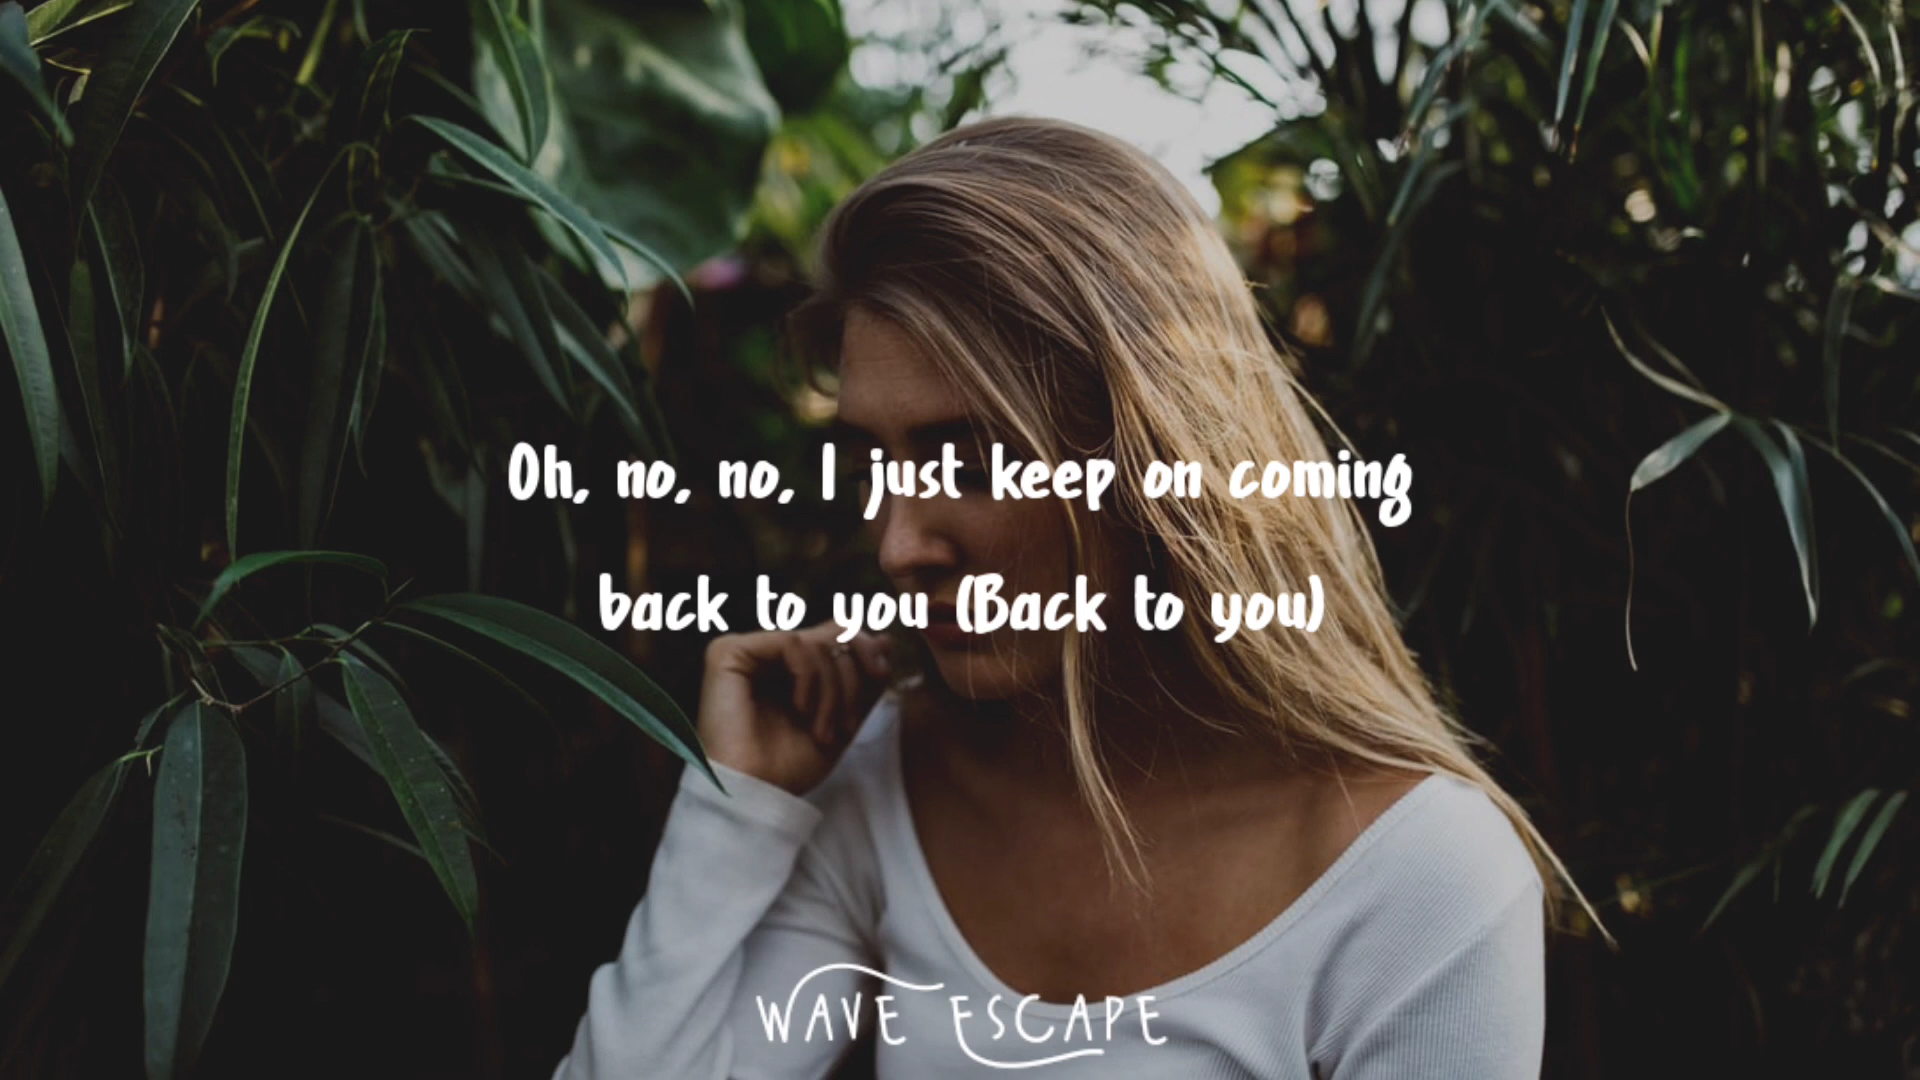 Oh, no, no, I just keep on coming
back to you (Back to you)
WAVE ESCAPE